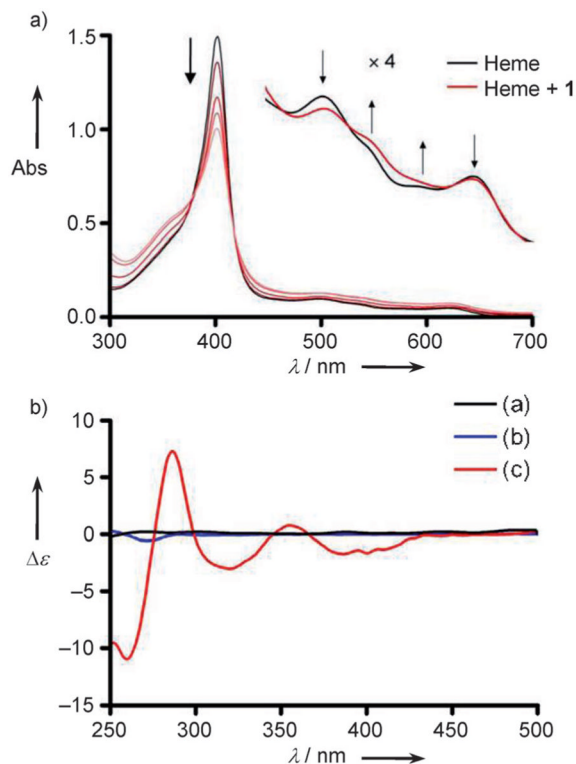 a)
1.5
1.0
0.5
0.0
Abs
× 4
Heme
Heme + 1
300 400 500 600 700
λ / nm
b)
10
5
0
–5
–10
–15
Δε
(a)
(b)
(c)
250 300 350 400 450 500
λ / nm